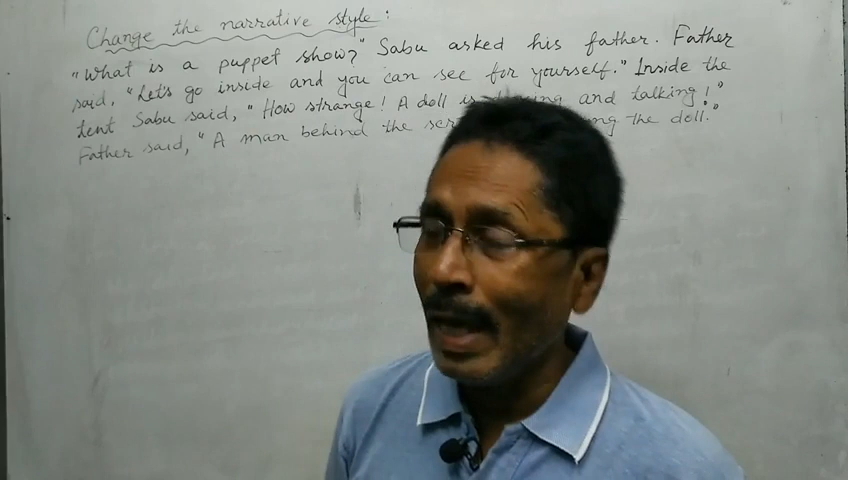 Change the narrative style:
"What is a puppet show?" Sabu asked his father. Father
said, "Let's go inside and you can see for yourself." Inside the
tent Sabu said, "How strange! A doll is and talking!"
Father said, "A man behind the the doll."